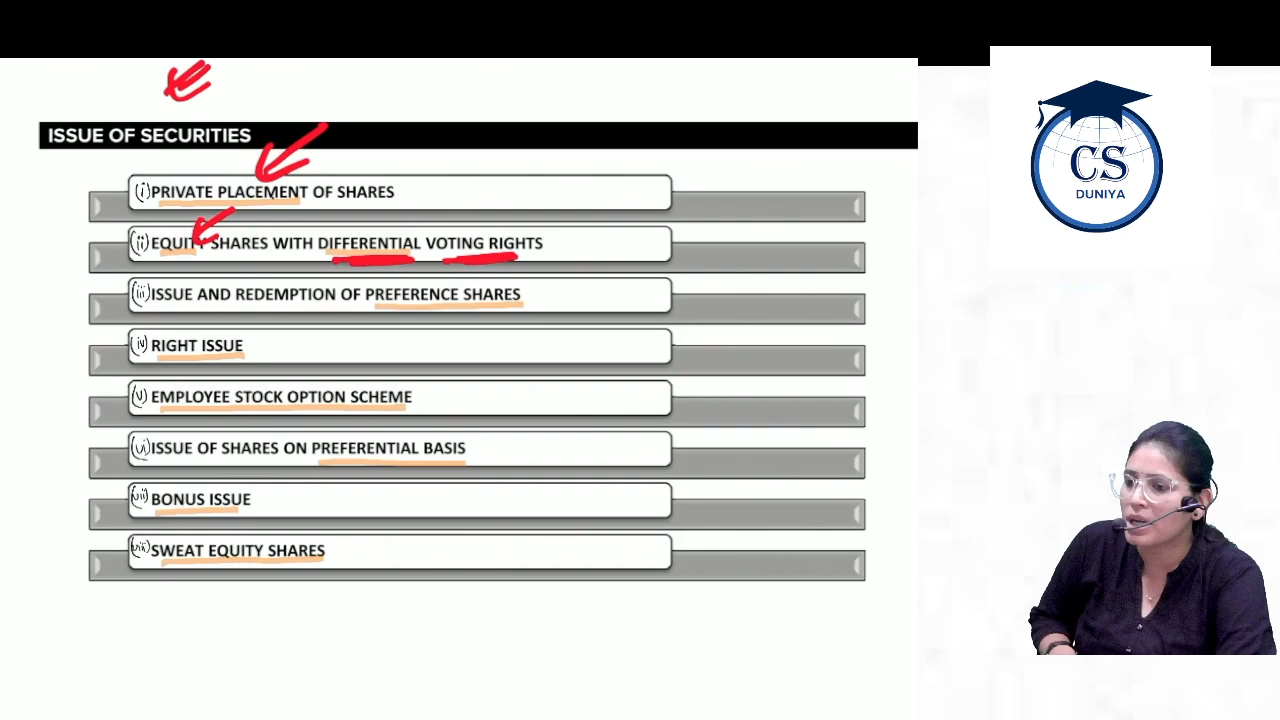 ISSUE OF SECURITIES
(i) PRIVATE PLACEMENT OF SHARES
(ii) EQUITY SHARES WITH DIFFERENTIAL VOTING RIGHTS
(iii) ISSUE AND REDEMPTION OF PREFERENCE SHARES
(iv) RIGHT ISSUE
(v) EMPLOYEE STOCK OPTION SCHEME
(vi) ISSUE OF SHARES ON PREFERENTIAL BASIS
(vii) BONUS ISSUE
(viii) SWEAT EQUITY SHARES
CS
DUNIYA